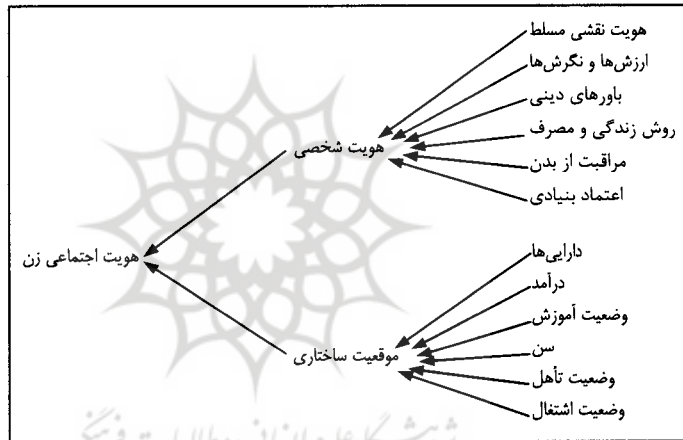 هویت نقشی مسلط
ارزش‌ها و نگرش‌ها
باورهای دینی
روش زندگی و مصرف
مراقبت از بدن
اعتماد بنیادی
هویت شخصی
هویت اجتماعی زن
دارایی‌ها
درآمد
وضعیت آموزش
سن
وضعیت تأهل
وضعیت اشتغال
موقعیت ساختاری